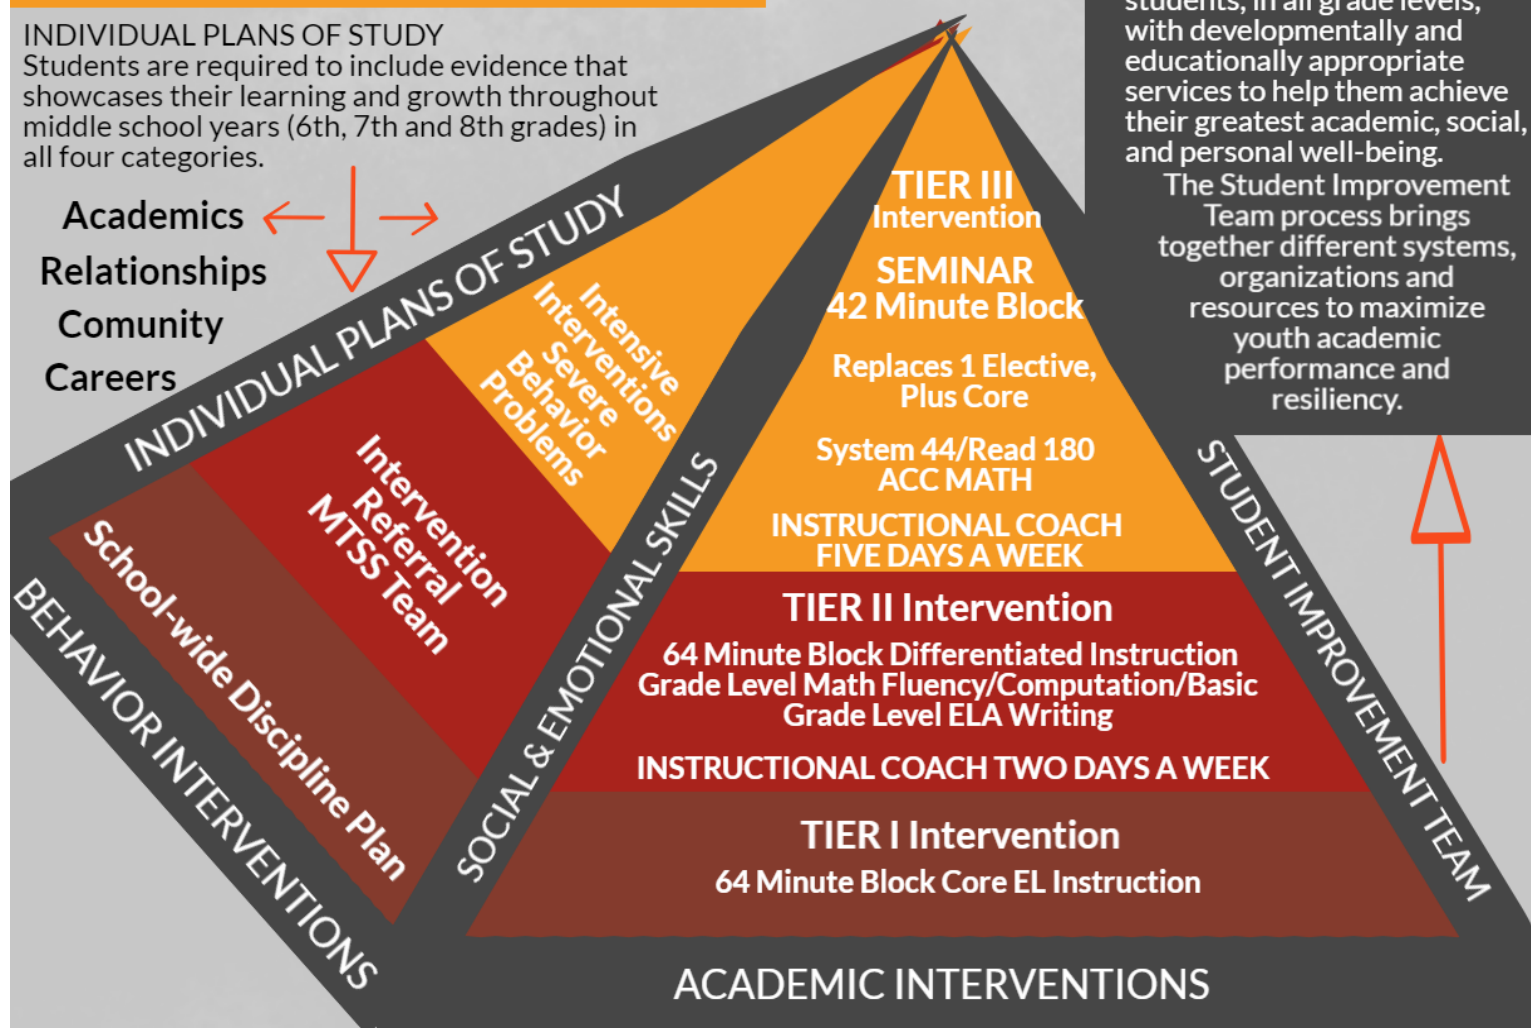 INDIVIDUAL PLANS OF STUDY
Students are required to include evidence that
showcases their learning and growth throughout
middle school years (6th, 7th and 8th grades) in
all four categories.
Academics
Relationships
Comunity
Careers
students, in all grade levels,
with developmentally and
educationally appropriate
services to help them achieve
their greatest academic, social,
and personal well-being.
The Student Improvement
Team process brings
together different systems,
organizations and
resources to maximize
youth academic
performance and
resiliency.
INDIVIDUAL PLANS OF STUDY
Intensive
Interventions
Severe
Behavior
Problems
Intervention
Referral
MTSS Team
School-wide Discipline Plan
BEHAVIOR INTERVENTIONS
SOCIAL & EMOTIONAL SKILLS
TIER III
Intervention
SEMINAR
42 Minute Block
Replaces 1 Elective,
Plus Core
System 44/Read 180
ACC MATH
INSTRUCTIONAL COACH
FIVE DAYS A WEEK
TIER II Intervention
64 Minute Block Differentiated Instruction
Grade Level Math Fluency/Computation/Basic
Grade Level ELA Writing
INSTRUCTIONAL COACH TWO DAYS A WEEK
TIER I Intervention
64 Minute Block Core EL Instruction
STUDENT IMPROVEMENT TEAM
ACADEMIC INTERVENTIONS